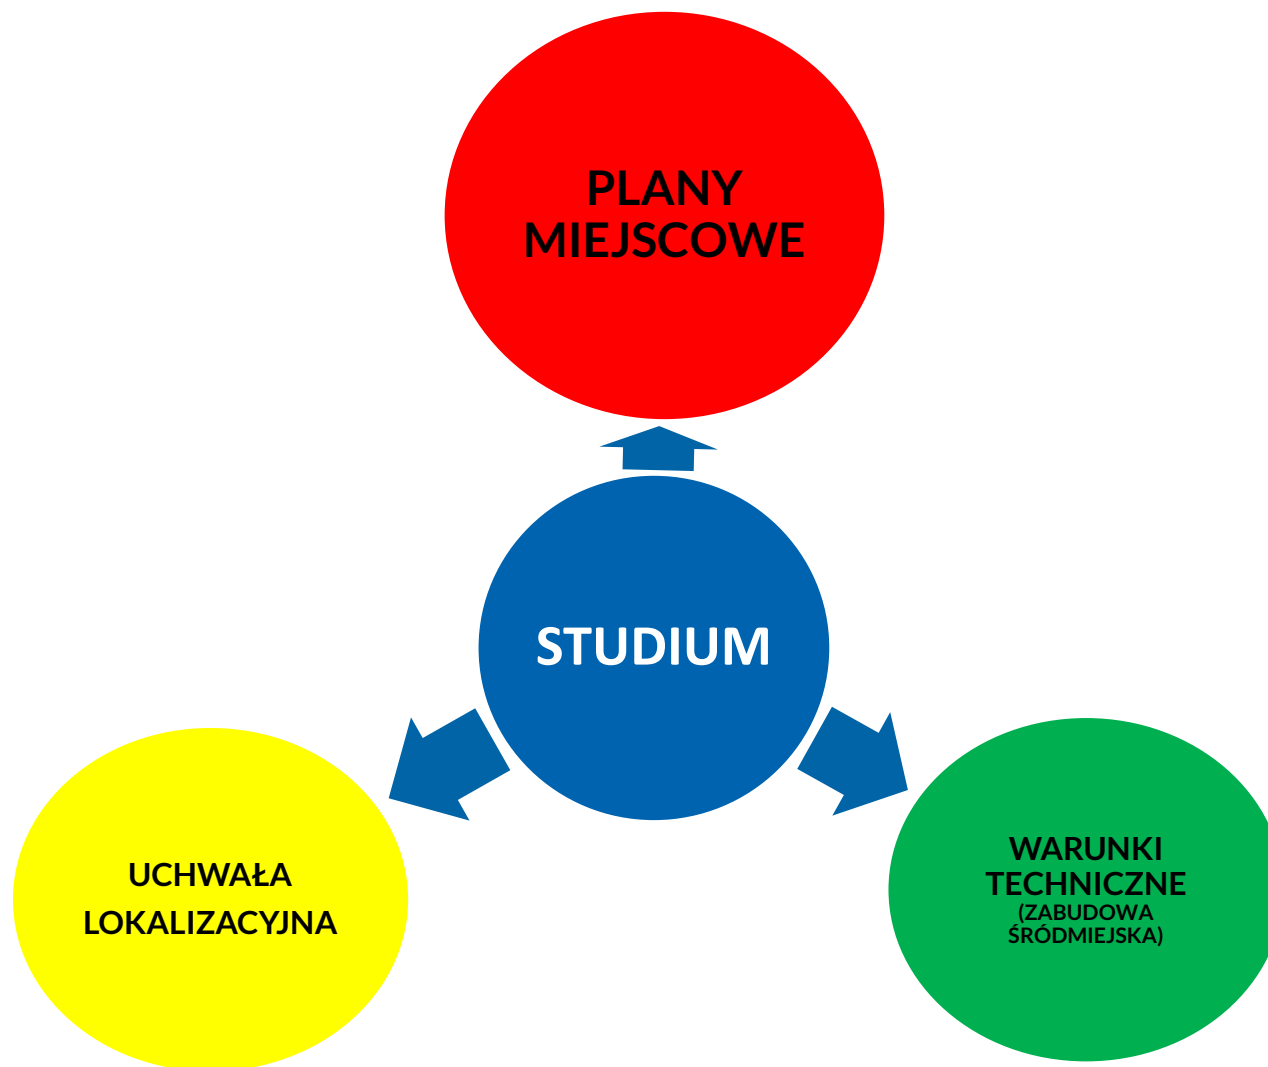 PLANY
MIEJSCOWE
STUDIUM
UCHWAŁA
LOKALIZACYJNA
WARUNKI
TECHNICZNE
(ZABUDOWA
ŚRÓDMIEJSKA)